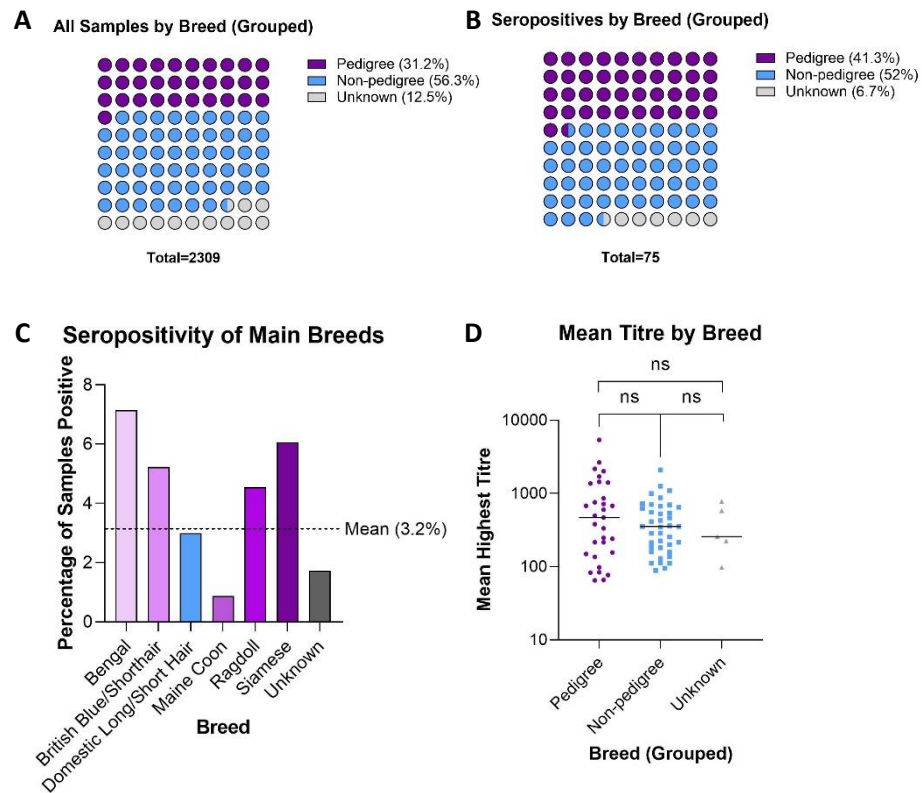 A
All Samples by Breed (Grouped)
Pedigree (31.2%)
Non-pedigree (56.3%)
Unknown (12.5%)
Total=2309
B
Seropositives by Breed (Grouped)
Pedigree (41.3%)
Non-pedigree (52%)
Unknown (6.7%)
Total=75
C
Seropositivity of Main Breeds
Percentage of Samples Positive
8
6
4
2
0
Mean (3.2%)
Bengal
British Blue/Shorthair
Domestic Long/Short Hair
Maine Coon
Ragdoll
Siamese
Unknown
Breed
D
Mean Titre by Breed
ns
ns
ns
Mean Highest Titre
10000
1000
100
10
Pedigree
Non-pedigree
Unknown
Breed (Grouped)